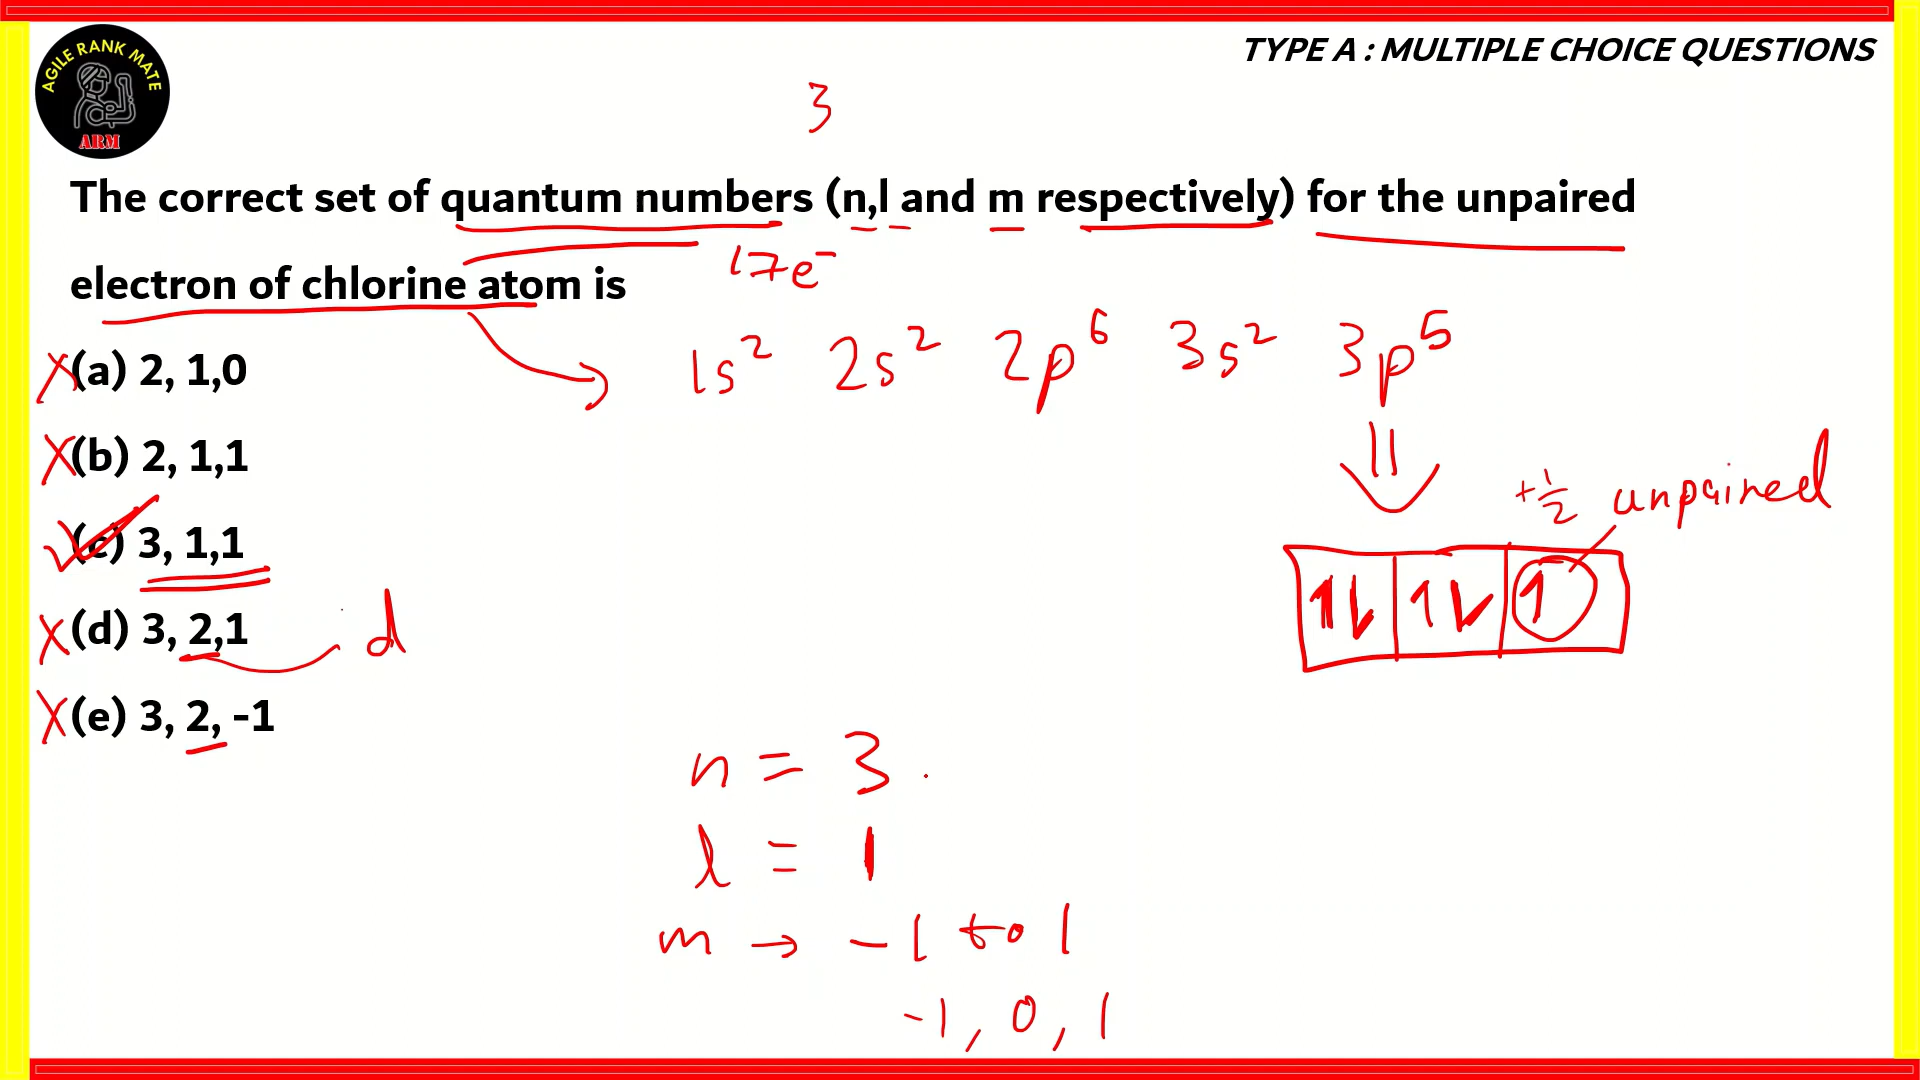 AGILE RANK MATE
ARM
TYPE A : MULTIPLE CHOICE QUESTIONS
3
The correct set of quantum numbers (n,l and m respectively) for the unpaired
17e⁻
electron of chlorine atom is
1s² 2s² 2p⁶ 3s² 3p⁵
X(a) 2, 1,0
X(b) 2, 1,1
+1/2 unpaired
✓(c) 3, 1,1
1⇂ 1⇂ 1
X(d) 3, 2,1 d
X(e) 3, 2, -1
n = 3
l = 1
m → -1 to 1
-1, 0, 1